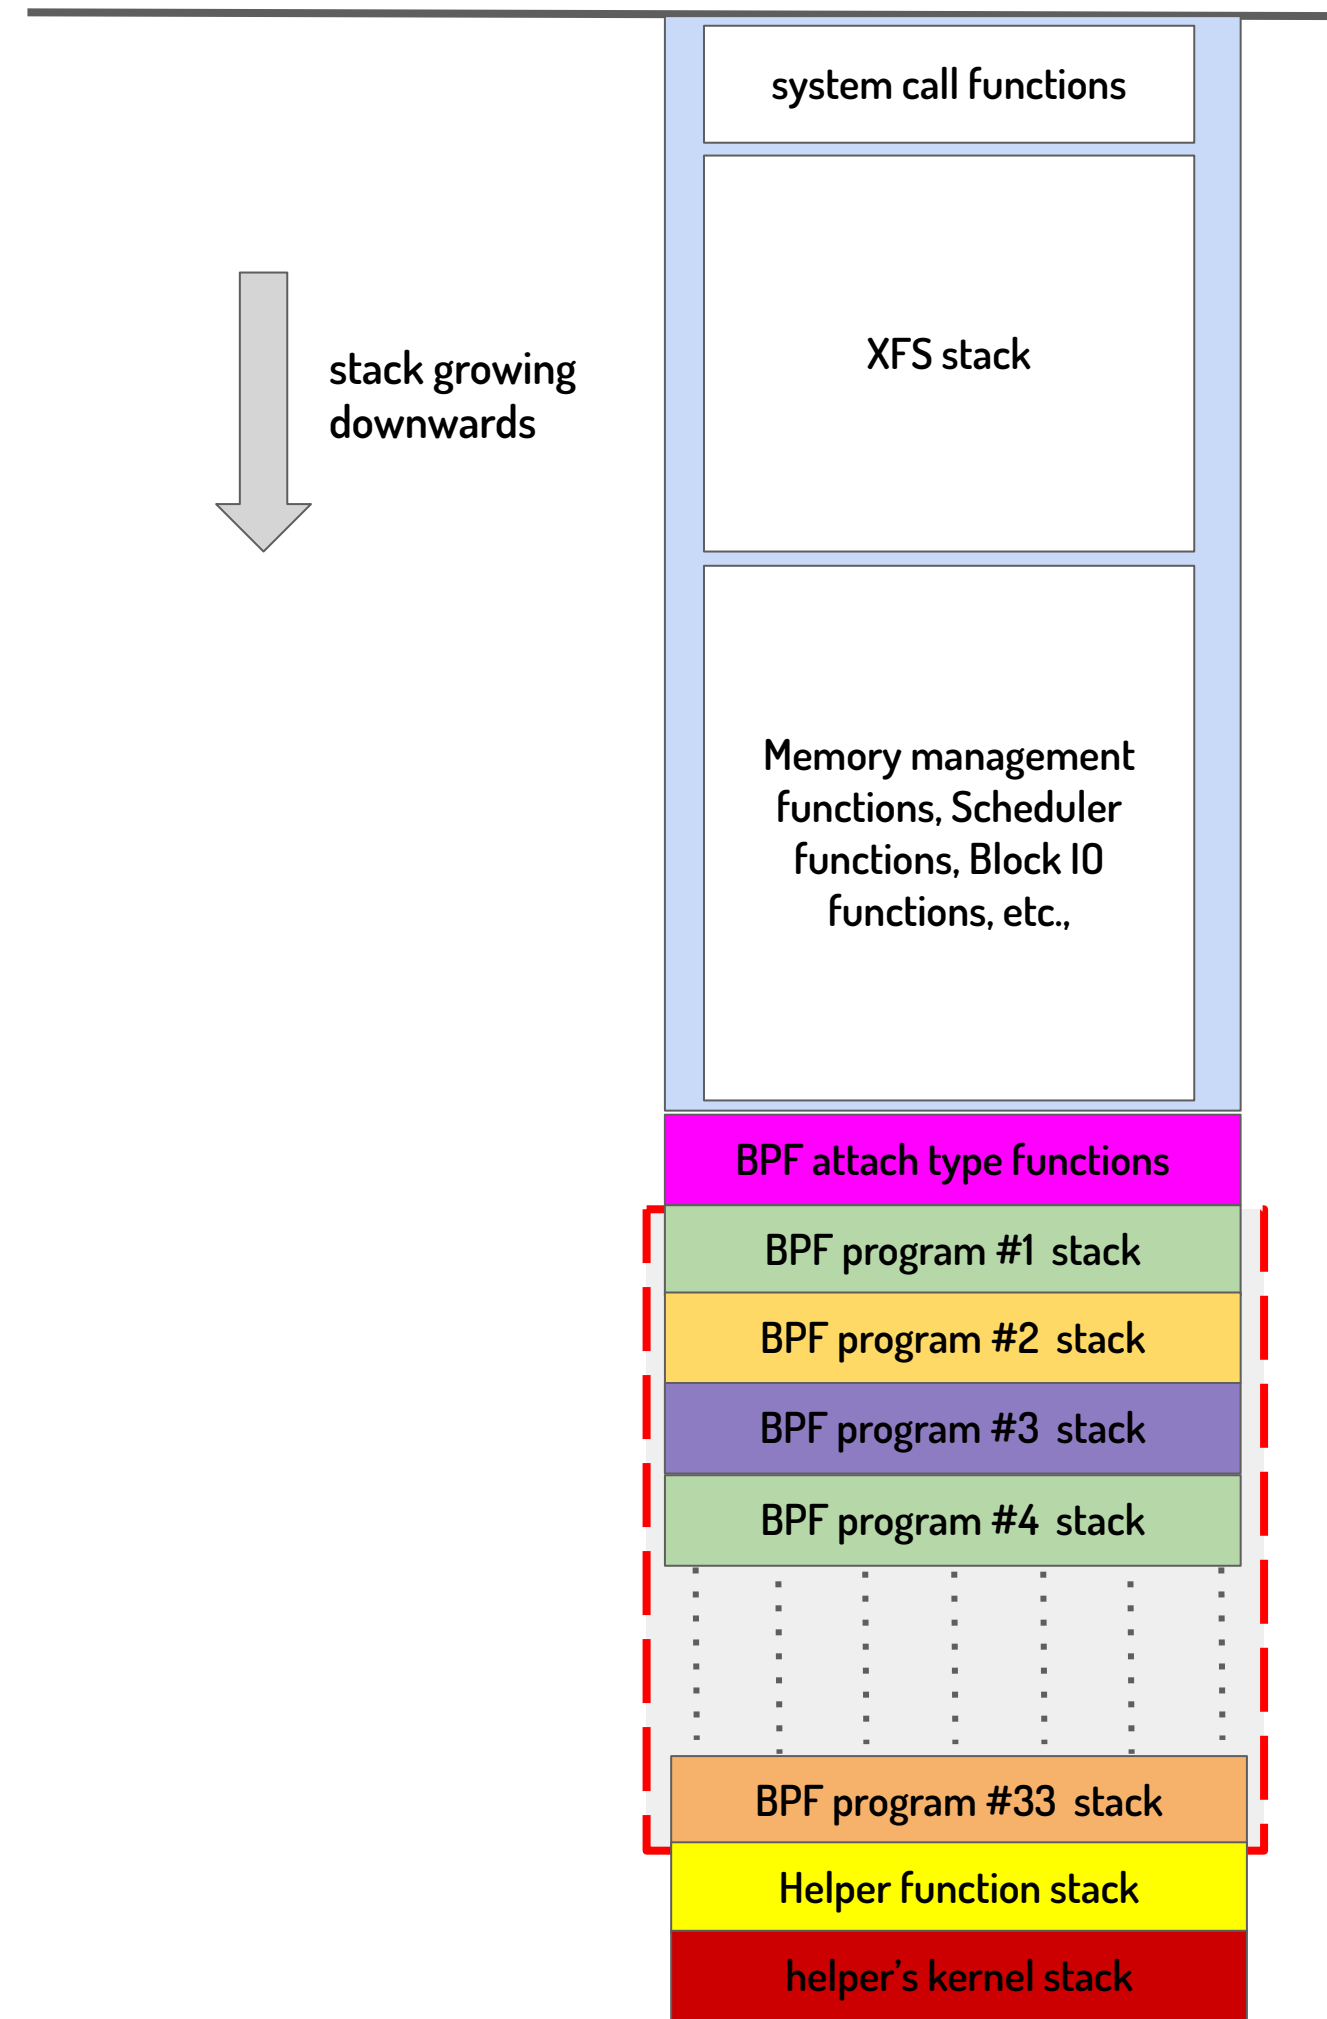 system call functions
XFS stack
stack growing
downwards
Memory management
functions, Scheduler
functions, Block IO
functions, etc.,
BPF attach type functions
BPF program #1 stack
BPF program #2 stack
BPF program #3 stack
BPF program #4 stack
BPF program #33 stack
Helper function stack
helper’s kernel stack